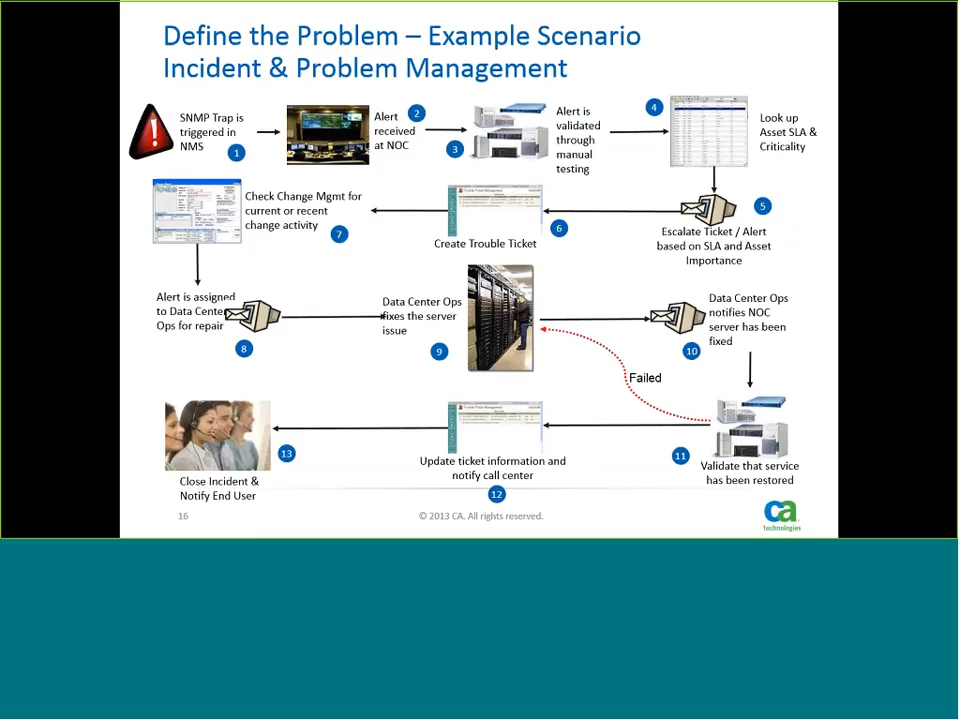 Define the Problem – Example Scenario
Incident & Problem Management
SNMP Trap is
triggered in
NMS
1
Alert
received
at NOC
2
3
Alert is
validated
through
manual
testing
4
Look up
Asset SLA &
Criticality
5
Escalate Ticket / Alert
based on SLA and Asset
Importance
6
Create Trouble Ticket
Check Change Mgmt for
current or recent
change activity
7
Alert is assigned
to Data Center
Ops for repair
8
Data Center Ops
fixes the server
issue
9
Data Center Ops
notifies NOC
server has been
fixed
10
Failed
11
Validate that service
has been restored
Update ticket information and
notify call center
12
13
Close Incident &
Notify End User
16
© 2013 CA. All rights reserved.
ca
technologies